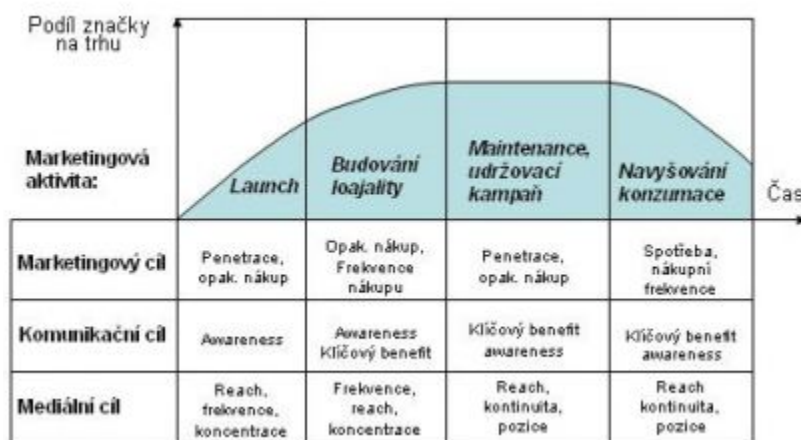 Podíl značky
na trhu
Marketingová
aktivita:
Launch
Budování
loajality
Maintenance,
udržovací
kampaň
Navyšování
konzumace
Čas
Marketingový cíl
Penetrace,
opak. nákup
Opak. nákup,
Frekvence
nákupu
Penetrace,
opak. nákup
Spotřeba,
nákupní
frekvence
Komunikační cíl
Awareness
Awareness
Klíčový benefit
Klíčový benefit
awareness
Klíčový benefit
awareness
Mediální cíl
Reach,
frekvence,
koncentrace
Frekvence,
reach,
koncentrace
Reach,
kontinuita,
pozice
Reach
kontinuita,
pozice